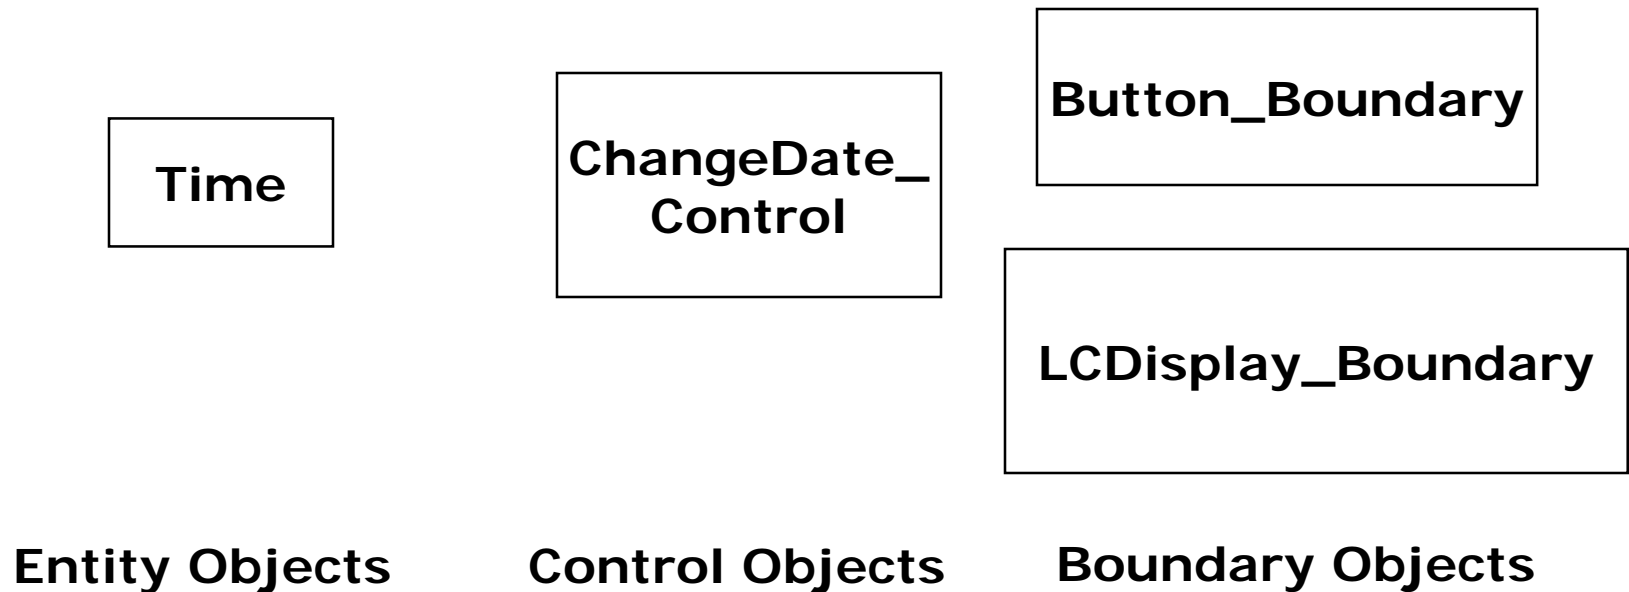 Time
ChangeDate_
Control
Button_Boundary
LCDisplay_Boundary
Entity Objects
Control Objects
Boundary Objects